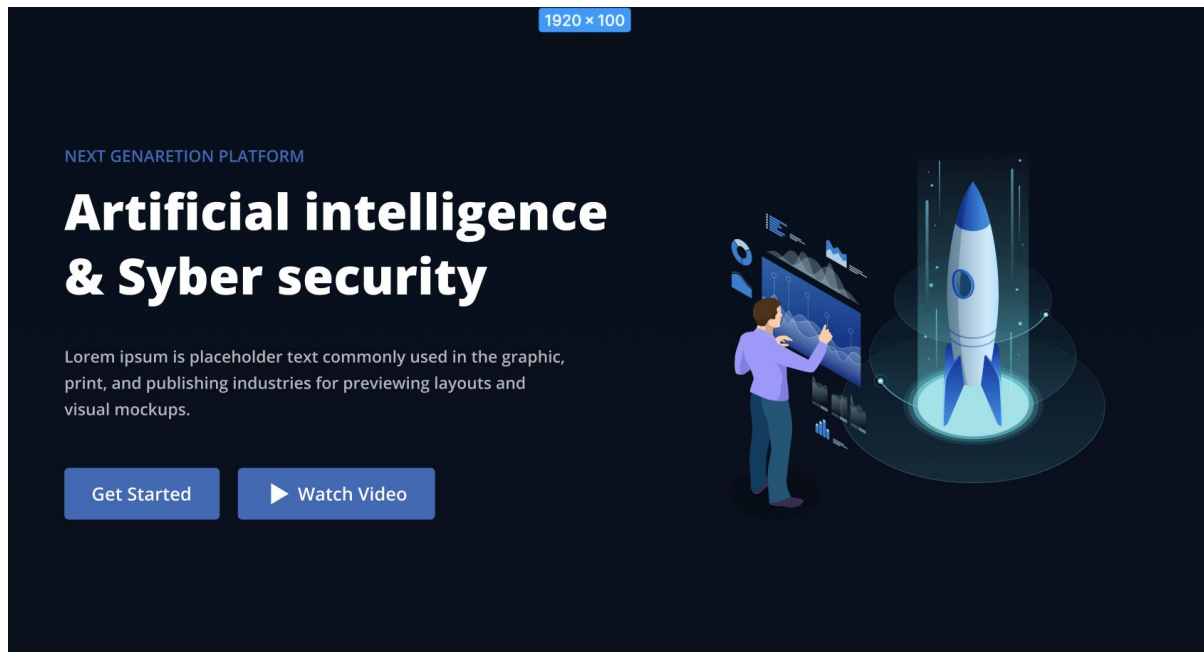 1920 × 100
NEXT GENARETION PLATFORM
Artificial intelligence
& Syber security
Lorem ipsum is placeholder text commonly used in the graphic,
print, and publishing industries for previewing layouts and
visual mockups.
Get Started
Watch Video